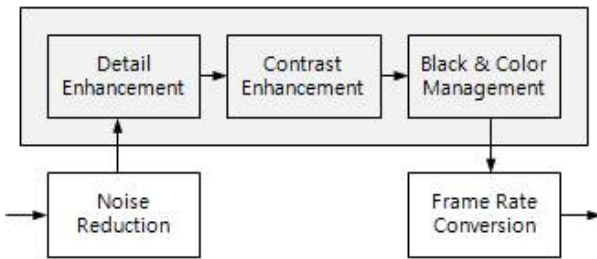 Detail
Enhancement
Contrast
Enhancement
Black & Color
Management
Noise
Reduction
Frame Rate
Conversion